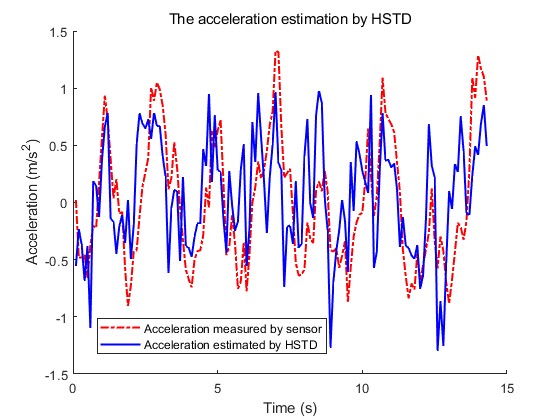 The acceleration estimation by HSTD
1.5
1
0.5
0
-0.5
-1
-1.5
Acceleration (m/s²)
Acceleration measured by sensor
Acceleration estimated by HSTD
0
5
10
15
Time (s)